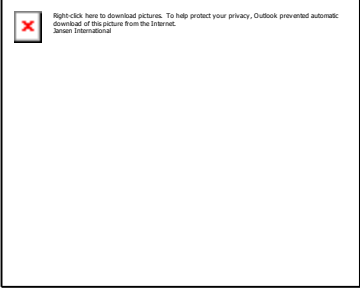 Right-click here to download pictures. To help protect your privacy, Outlook prevented automatic
download of this picture from the Internet.
Jansen International